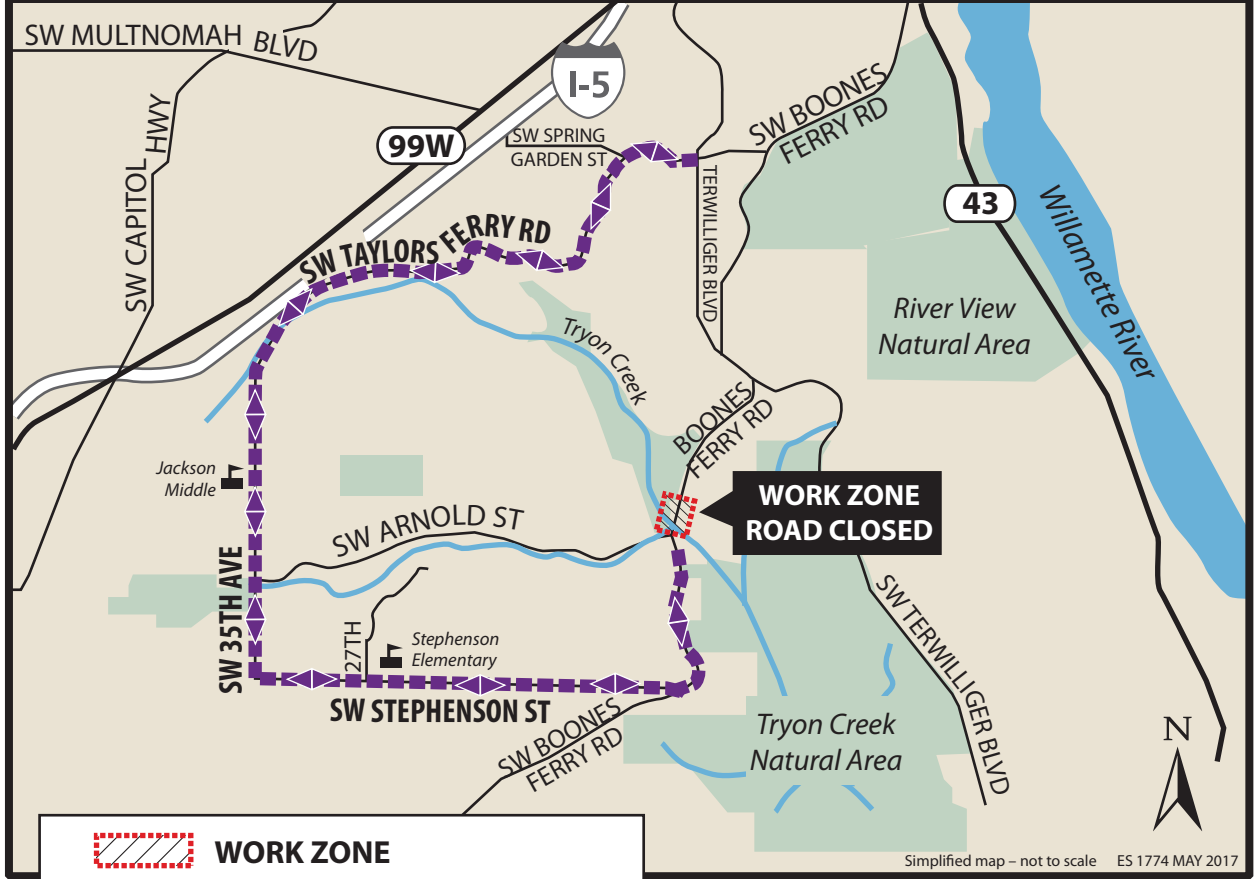 SW MULTNOMAH BLVD
I-5
99W
SW CAPITOL HWY
SW SPRING
GARDEN ST
SW BOONES
FERRY RD
TERWILLIGER BLVD
43
Willamette River
SW TAYLORS FERRY RD
River View
Natural Area
Tryon Creek
BOONES
FERRY RD
Jackson
Middle
WORK ZONE
ROAD CLOSED
SW ARNOLD ST
SW 35TH AVE
27TH
Stephenson
Elementary
SW STEPHENSON ST
SW BOONES
FERRY RD
SW TERWILLIGER BLVD
Tryon Creek
Natural Area
N
WORK ZONE
Simplified map – not to scale ES 1774 MAY 2017